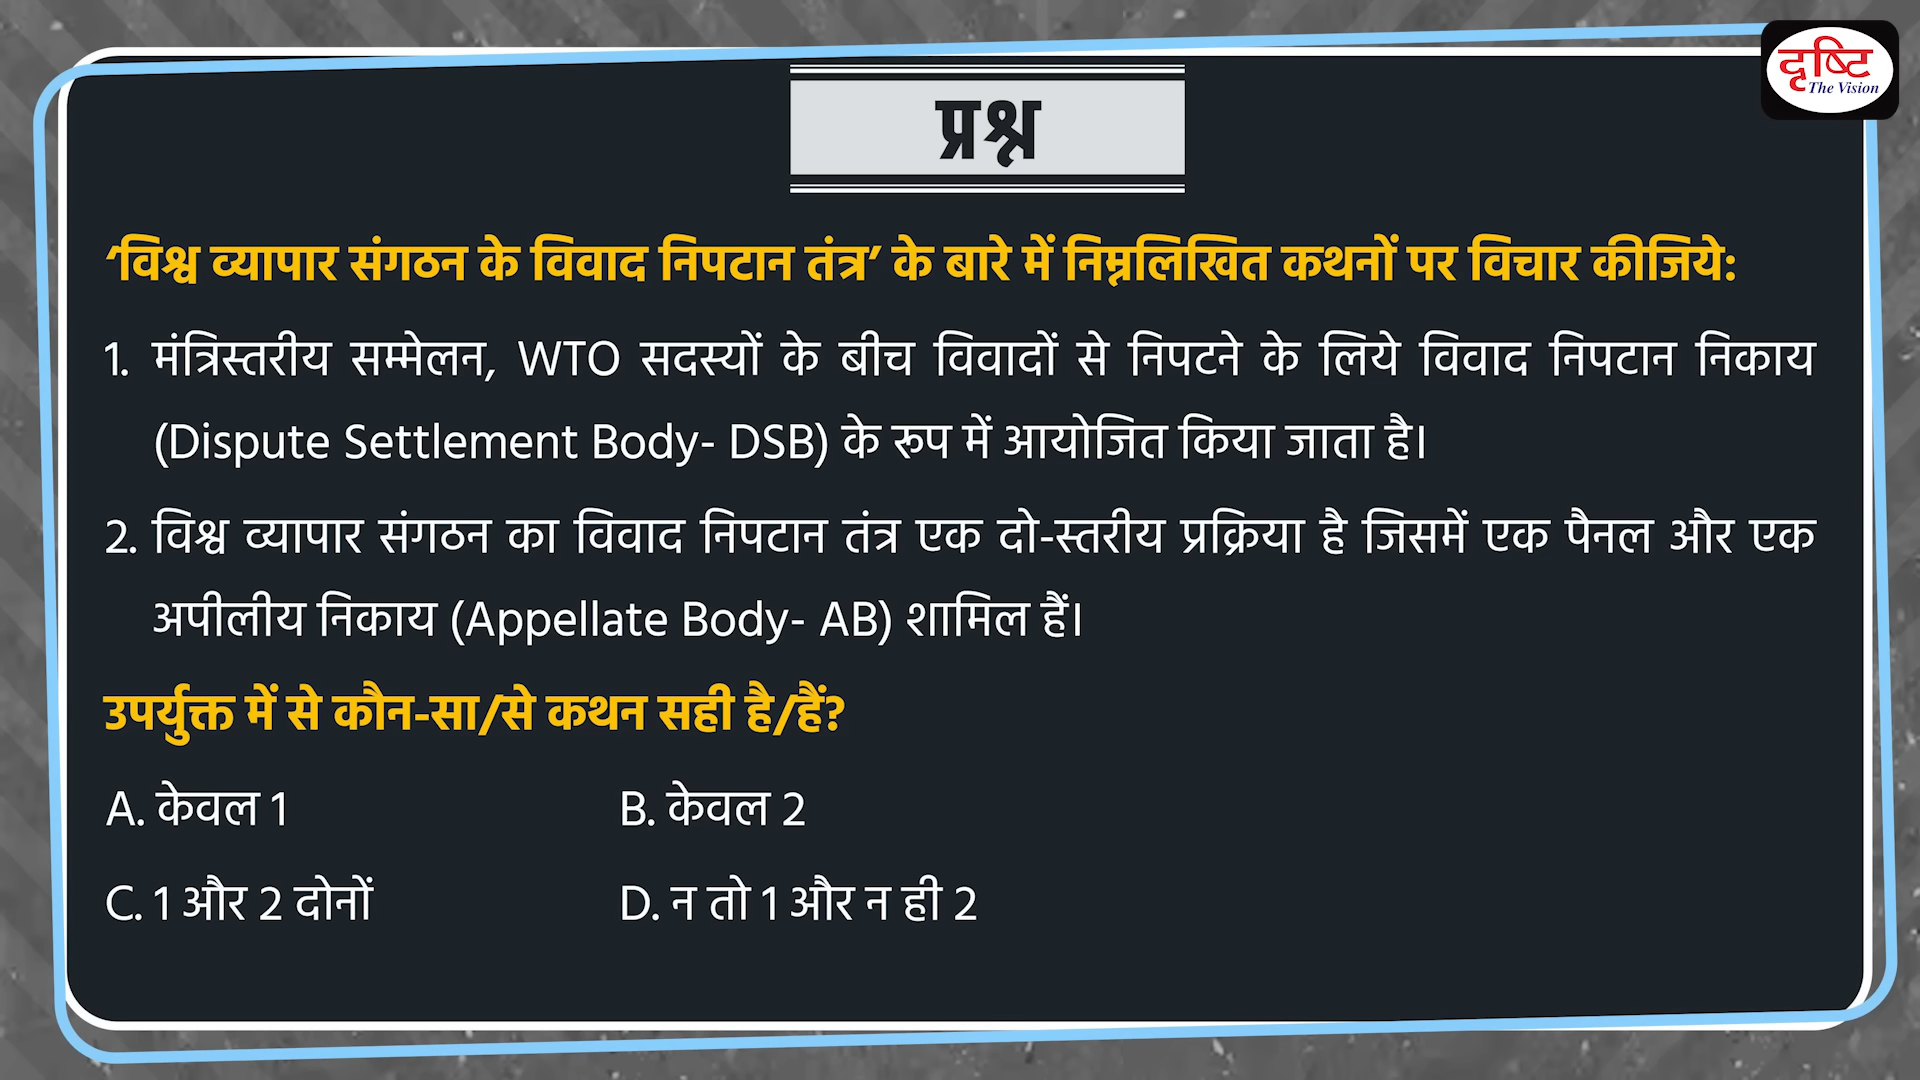 दृष्टि
The Vision
प्रश्न
‘विश्व व्यापार संगठन के विवाद निपटान तंत्र’ के बारे में निम्नलिखित कथनों पर विचार कीजिये:
1. मंत्रिस्तरीय सम्मेलन, WTO सदस्यों के बीच विवादों से निपटने के लिये विवाद निपटान निकाय
(Dispute Settlement Body- DSB) के रूप में आयोजित किया जाता है।
2. विश्व व्यापार संगठन का विवाद निपटान तंत्र एक दो-स्तरीय प्रक्रिया है जिसमें एक पैनल और एक
अपीलीय निकाय (Appellate Body- AB) शामिल हैं।
उपर्युक्त में से कौन-सा/से कथन सही है/हैं?
A. केवल 1 B. केवल 2
C. 1 और 2 दोनों D. न तो 1 और न ही 2